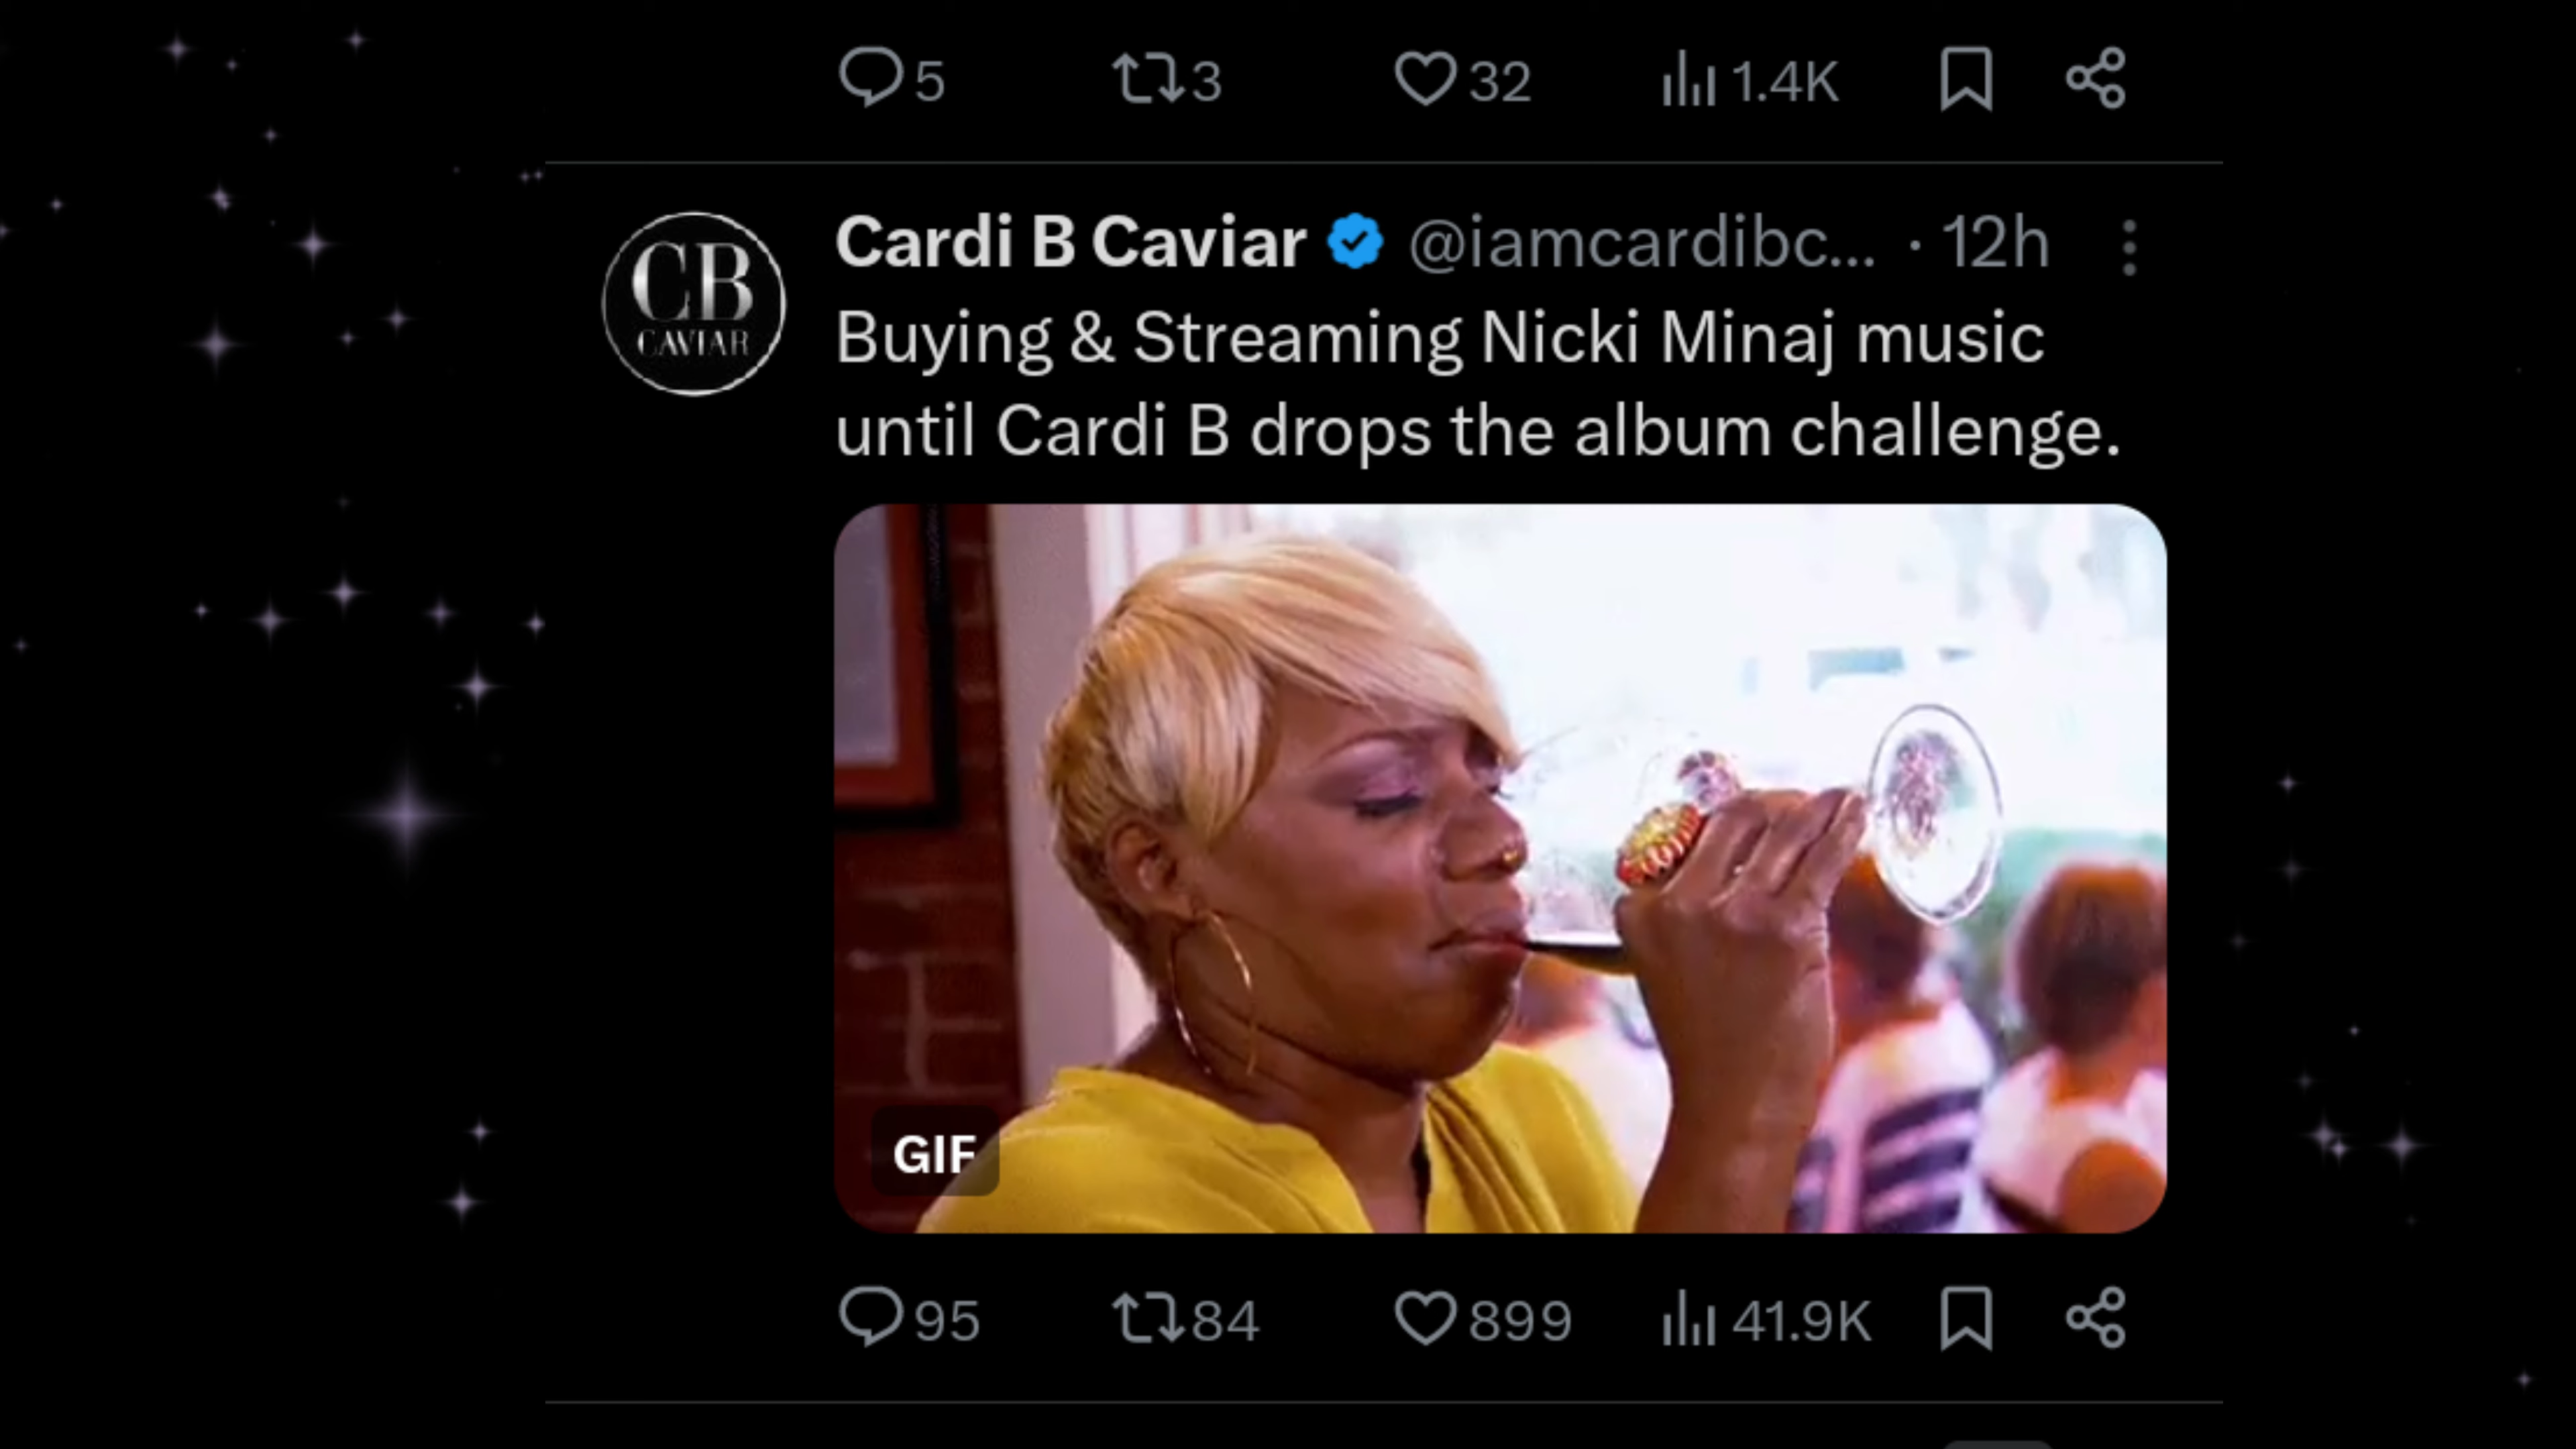 5 3 32 1.4K
CB
CAVIAR
Cardi B Caviar @iamcardibc... · 12h
Buying & Streaming Nicki Minaj music
until Cardi B drops the album challenge.
GIF
95 84 899 41.9K